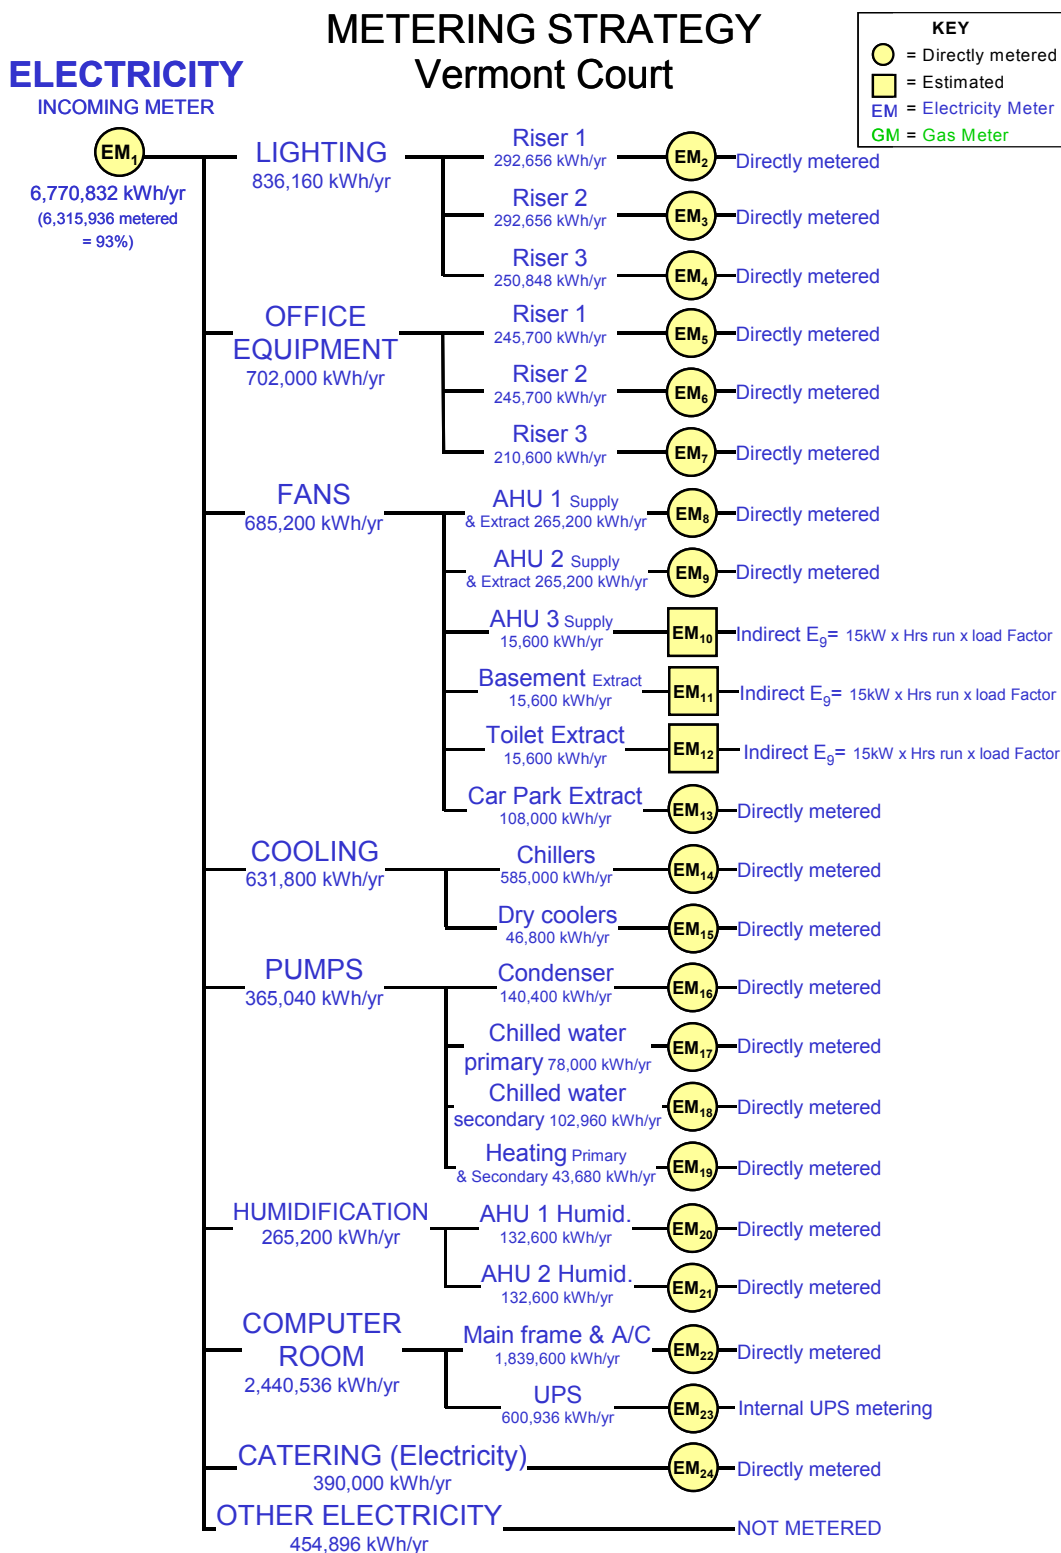 METERING STRATEGY
Vermont Court
KEY
= Directly metered
= Estimated
EM = Electricity Meter
GM = Gas Meter
ELECTRICITY
INCOMING METER
EM1
6,770,832 kWh/yr
(6,315,936 metered
= 93%)
LIGHTING
836,160 kWh/yr
Riser 1
292,656 kWh/yr
EM2
Directly metered
Riser 2
292,656 kWh/yr
EM3
Directly metered
Riser 3
250,848 kWh/yr
EM4
Directly metered
OFFICE
EQUIPMENT
702,000 kWh/yr
Riser 1
245,700 kWh/yr
EM5
Directly metered
Riser 2
245,700 kWh/yr
EM6
Directly metered
Riser 3
210,600 kWh/yr
EM7
Directly metered
FANS
685,200 kWh/yr
AHU 1 Supply
& Extract 265,200 kWh/yr
EM8
Directly metered
AHU 2 Supply
& Extract 265,200 kWh/yr
EM9
Directly metered
AHU 3 Supply
15,600 kWh/yr
EM10
Indirect E9= 15kW x Hrs run x load Factor
Basement Extract
15,600 kWh/yr
EM11
Indirect E9= 15kW x Hrs run x load Factor
Toilet Extract
15,600 kWh/yr
EM12
Indirect E9= 15kW x Hrs run x load Factor
Car Park Extract
108,000 kWh/yr
EM13
Directly metered
COOLING
631,800 kWh/yr
Chillers
585,000 kWh/yr
EM14
Directly metered
Dry coolers
46,800 kWh/yr
EM15
Directly metered
PUMPS
365,040 kWh/yr
Condenser
140,400 kWh/yr
EM16
Directly metered
Chilled water
primary 78,000 kWh/yr
EM17
Directly metered
Chilled water
secondary 102,960 kWh/yr
EM18
Directly metered
Heating Primary
& Secondary 43,680 kWh/yr
EM19
Directly metered
HUMIDIFICATION
265,200 kWh/yr
AHU 1 Humid.
132,600 kWh/yr
EM20
Directly metered
AHU 2 Humid.
132,600 kWh/yr
EM21
Directly metered
COMPUTER
ROOM
2,440,536 kWh/yr
Main frame & A/C
1,839,600 kWh/yr
EM22
Directly metered
UPS
600,936 kWh/yr
EM23
Internal UPS metering
CATERING (Electricity)
390,000 kWh/yr
EM24
Directly metered
OTHER ELECTRICITY
454,896 kWh/yr
NOT METERED